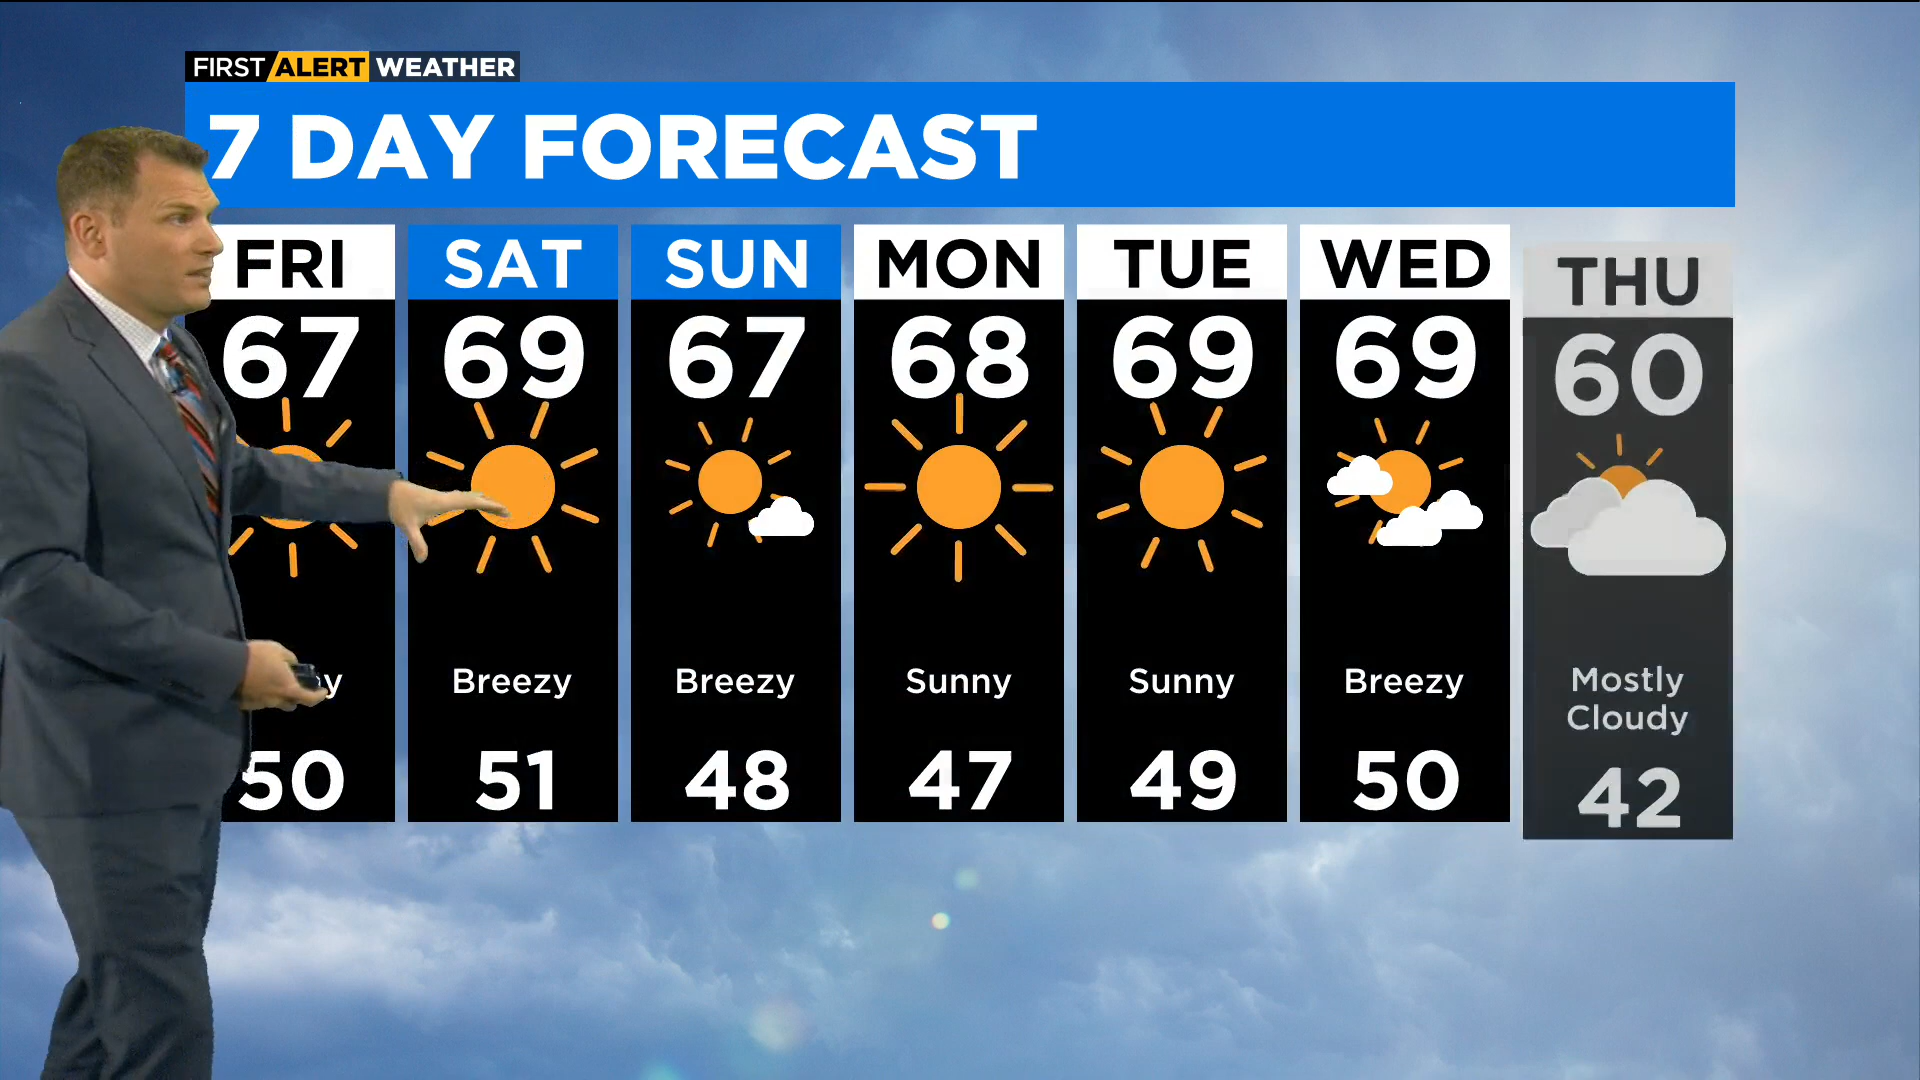 FIRST ALERT WEATHER
7 DAY FORECAST
FRI SAT SUN MON TUE WED THU
67 69 67 68 69 69 60
Breezy Breezy Sunny Sunny Breezy Mostly
Cloudy
50 51 48 47 49 50 42